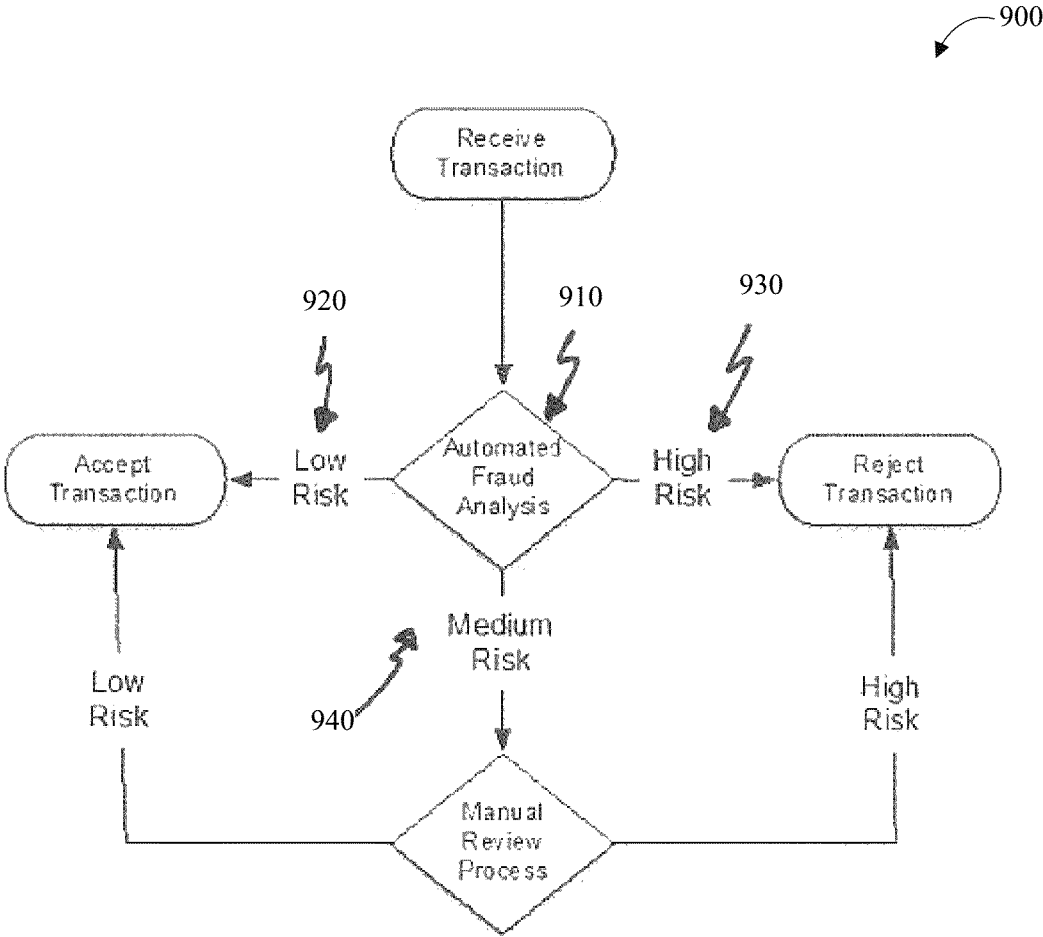 900
Receive
Transaction
920
910
930
Accept
Transaction
Low
Risk
Automated
Fraud
Analysis
High
Risk
Reject
Transaction
Medium
Risk
940
Low
Risk
High
Risk
Manual
Review
Process